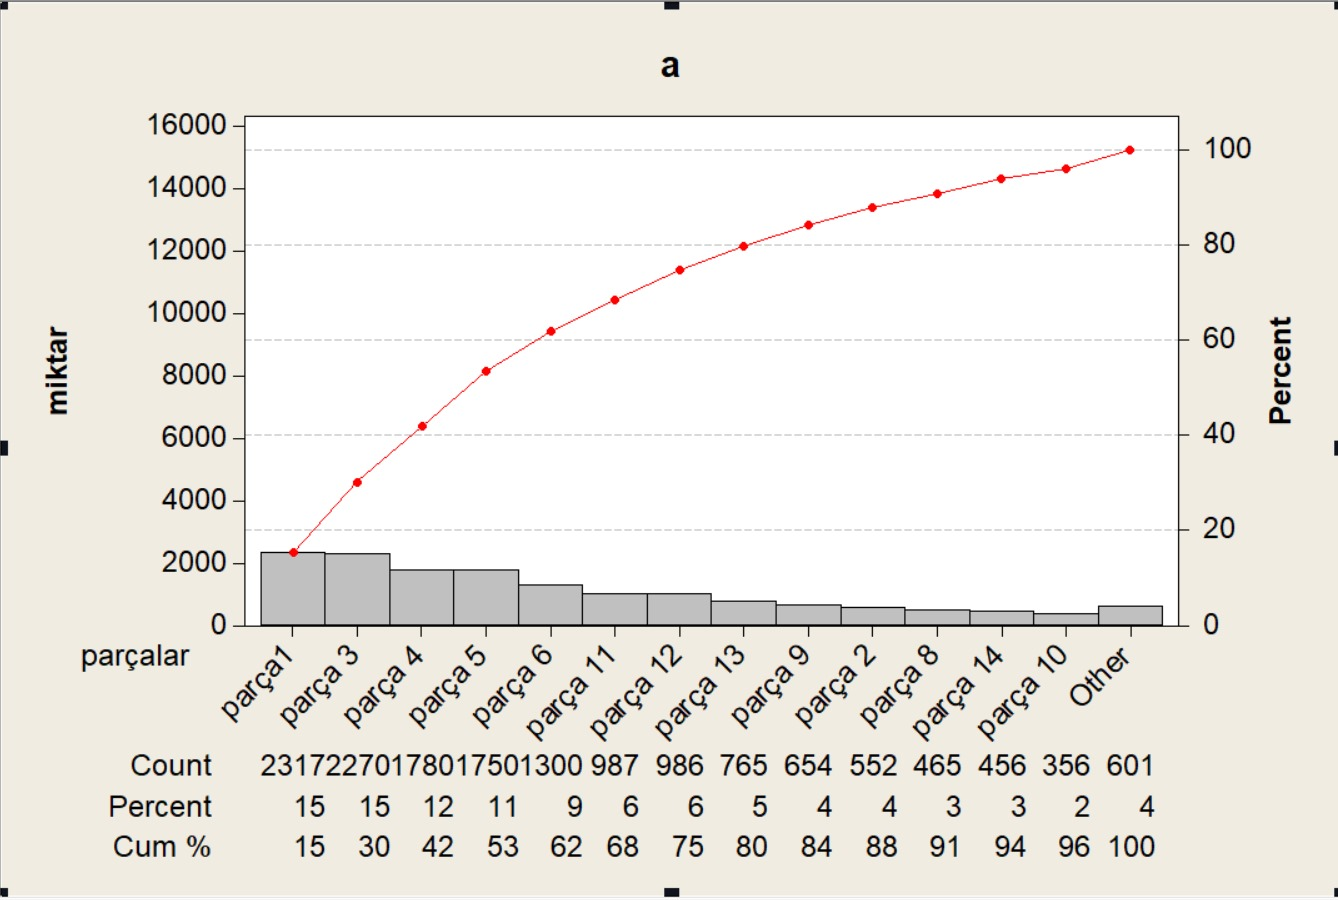 a
16000
14000
12000
10000
8000
6000
4000
2000
0
miktar
100
80
60
40
20
0
Percent
parçalar parça1 parça 3 parça 4 parça 5 parça 6 parça 11 parça 12 parça 13 parça 9 parça 2 parça 8 parça 14 parça 10 Other
Count 2317 2270 1780 1750 1300 987 986 765 654 552 465 456 356 601
Percent 15 15 12 11 9 6 6 5 4 4 3 3 2 4
Cum % 15 30 42 53 62 68 75 80 84 88 91 94 96 100